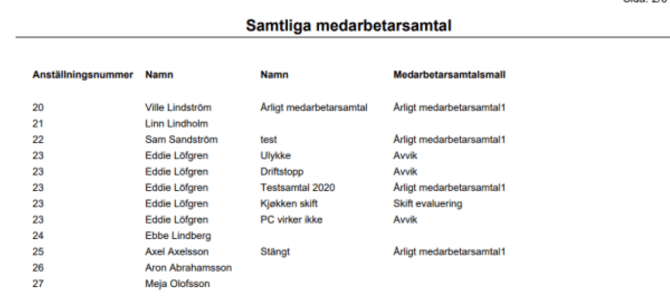 Sida: 2/6
Samtliga medarbetarsamtal
Anställningsnummer Namn Namn Medarbetarsamtalsmall
20 Ville Lindström Årligt medarbetarsamtal Årligt medarbetarsamtal1
21 Linn Lindholm
22 Sam Sandström test Årligt medarbetarsamtal1
23 Eddie Löfgren Ulykke Avvik
23 Eddie Löfgren Driftstopp Avvik
23 Eddie Löfgren Testsamtal 2020 Årligt medarbetarsamtal1
23 Eddie Löfgren Kjøkken skift Skift evaluering
23 Eddie Löfgren PC virker ikke Avvik
24 Ebbe Lindberg
25 Axel Axelsson Stängt Årligt medarbetarsamtal1
26 Aron Abrahamsson
27 Meja Olofsson